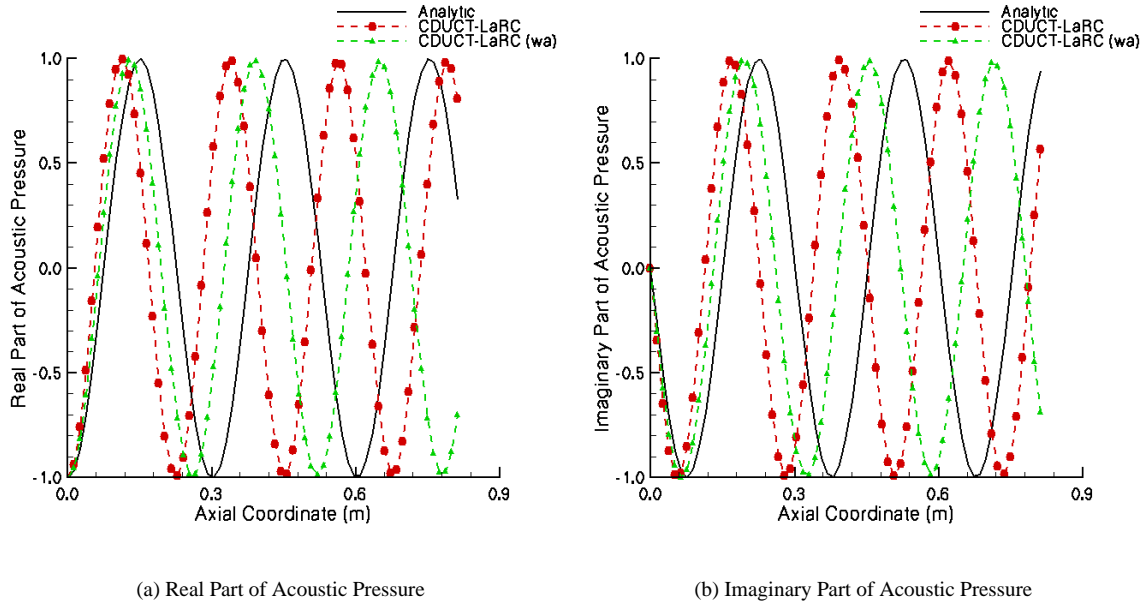 Analytic
CDUCT-LaRC
CDUCT-LaRC (wa)
1.0
0.5
0.0
-0.5
-1.0
0.0
0.3
0.6
0.9
Real Part of Acoustic Pressure
Axial Coordinate (m)
(a) Real Part of Acoustic Pressure
Analytic
CDUCT-LaRC
CDUCT-LaRC (wa)
1.0
0.5
0.0
-0.5
-1.0
0.0
0.3
0.6
0.9
Imaginary Part of Acoustic Pressure
Axial Coordinate (m)
(b) Imaginary Part of Acoustic Pressure